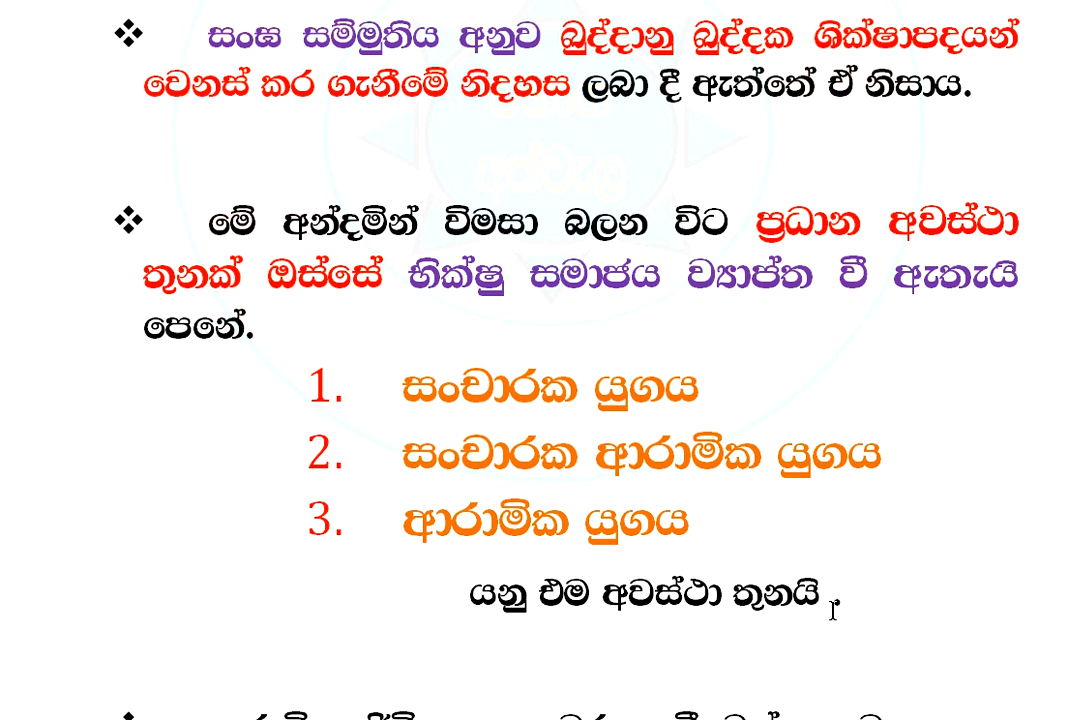 ❖ සංඝ සම්මුතිය අනුව ඛුද්දානු ඛුද්දක ශික්ෂාපදයන්
වෙනස් කර ගැනීමේ නිදහස ලබා දී ඇත්තේ ඒ නිසාය.
❖ මේ අන්දමින් විමසා බලන විට ප්‍රධාන අවස්ථා
තුනක් ඔස්සේ භික්ෂු සමාජය ව්‍යාප්ත වී ඇතැයි
පෙනේ.
1. සංචාරක යුගය
2. සංචාරක ආරාමික යුගය
3. ආරාමික යුගය
යනු එම අවස්ථා තුනයි.